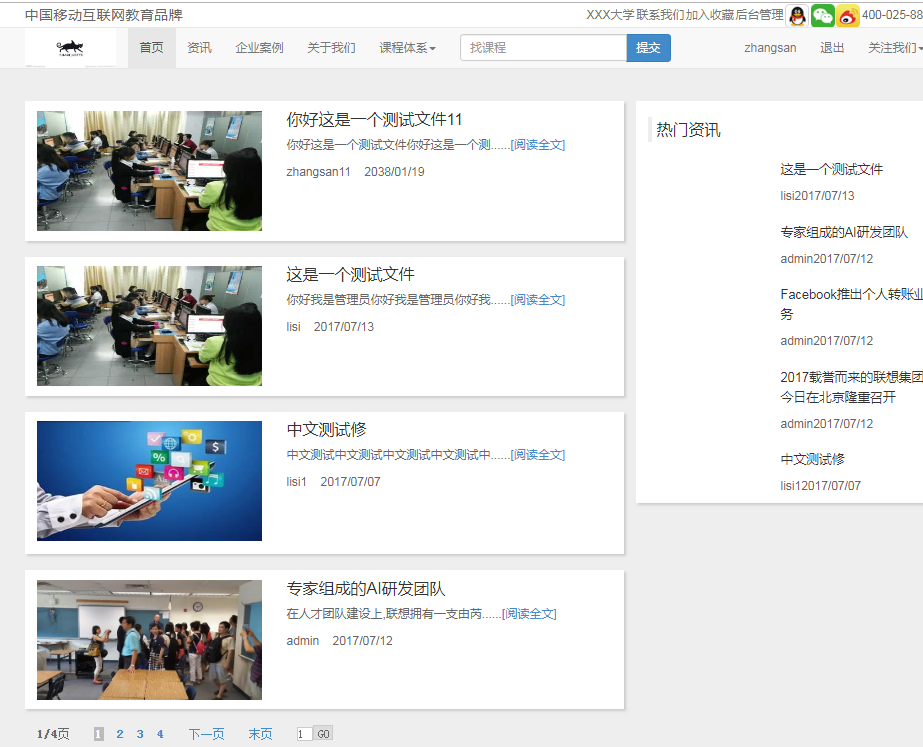 中国移动互联网教育品牌
XXX大学 联系我们 加入收藏 后台管理 400-025-88
首页 资讯 企业案例 关于我们 课程体系 找课程 提交 zhangsan 退出 关注我们
你好这是一个测试文件11
你好这是一个测试文件你好这是一个测......[阅读全文]
zhangsan11 2038/01/19
这是一个测试文件
你好我是管理员你好我是管理员你好我......[阅读全文]
lisi 2017/07/13
中文测试修
中文测试中文测试中文测试中文测试中......[阅读全文]
lisi1 2017/07/07
专家组成的AI研发团队
在人才团队建设上,联想拥有一支由芮......[阅读全文]
admin 2017/07/12
1/4页 1 2 3 4 下一页 末页 1 GO
热门资讯
这是一个测试文件
lisi2017/07/13
专家组成的AI研发团队
admin2017/07/12
Facebook推出个人转账业
务
admin2017/07/12
2017载誉而来的联想集团
今日在北京隆重召开
admin2017/07/12
中文测试修
lisi12017/07/07